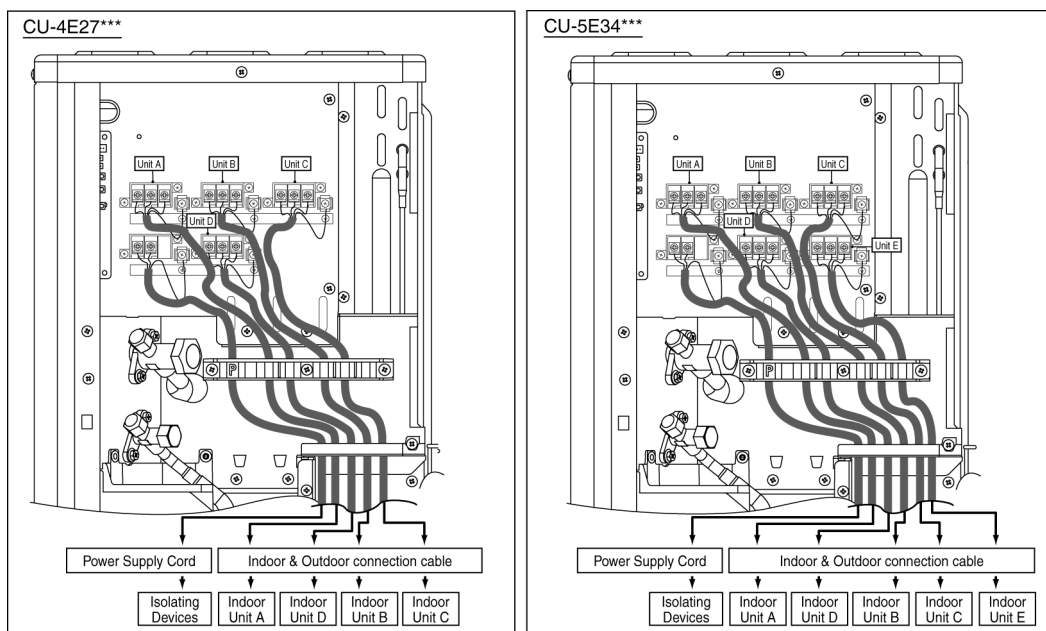 CU-4E27***
Unit A
Unit B
Unit C
Unit D
P
Power Supply Cord
Indoor & Outdoor connection cable
Isolating
Devices
Indoor
Unit A
Indoor
Unit D
Indoor
Unit B
Indoor
Unit C
CU-5E34***
Unit A
Unit B
Unit C
Unit D
Unit E
P
Power Supply Cord
Indoor & Outdoor connection cable
Isolating
Devices
Indoor
Unit A
Indoor
Unit D
Indoor
Unit B
Indoor
Unit C
Indoor
Unit E